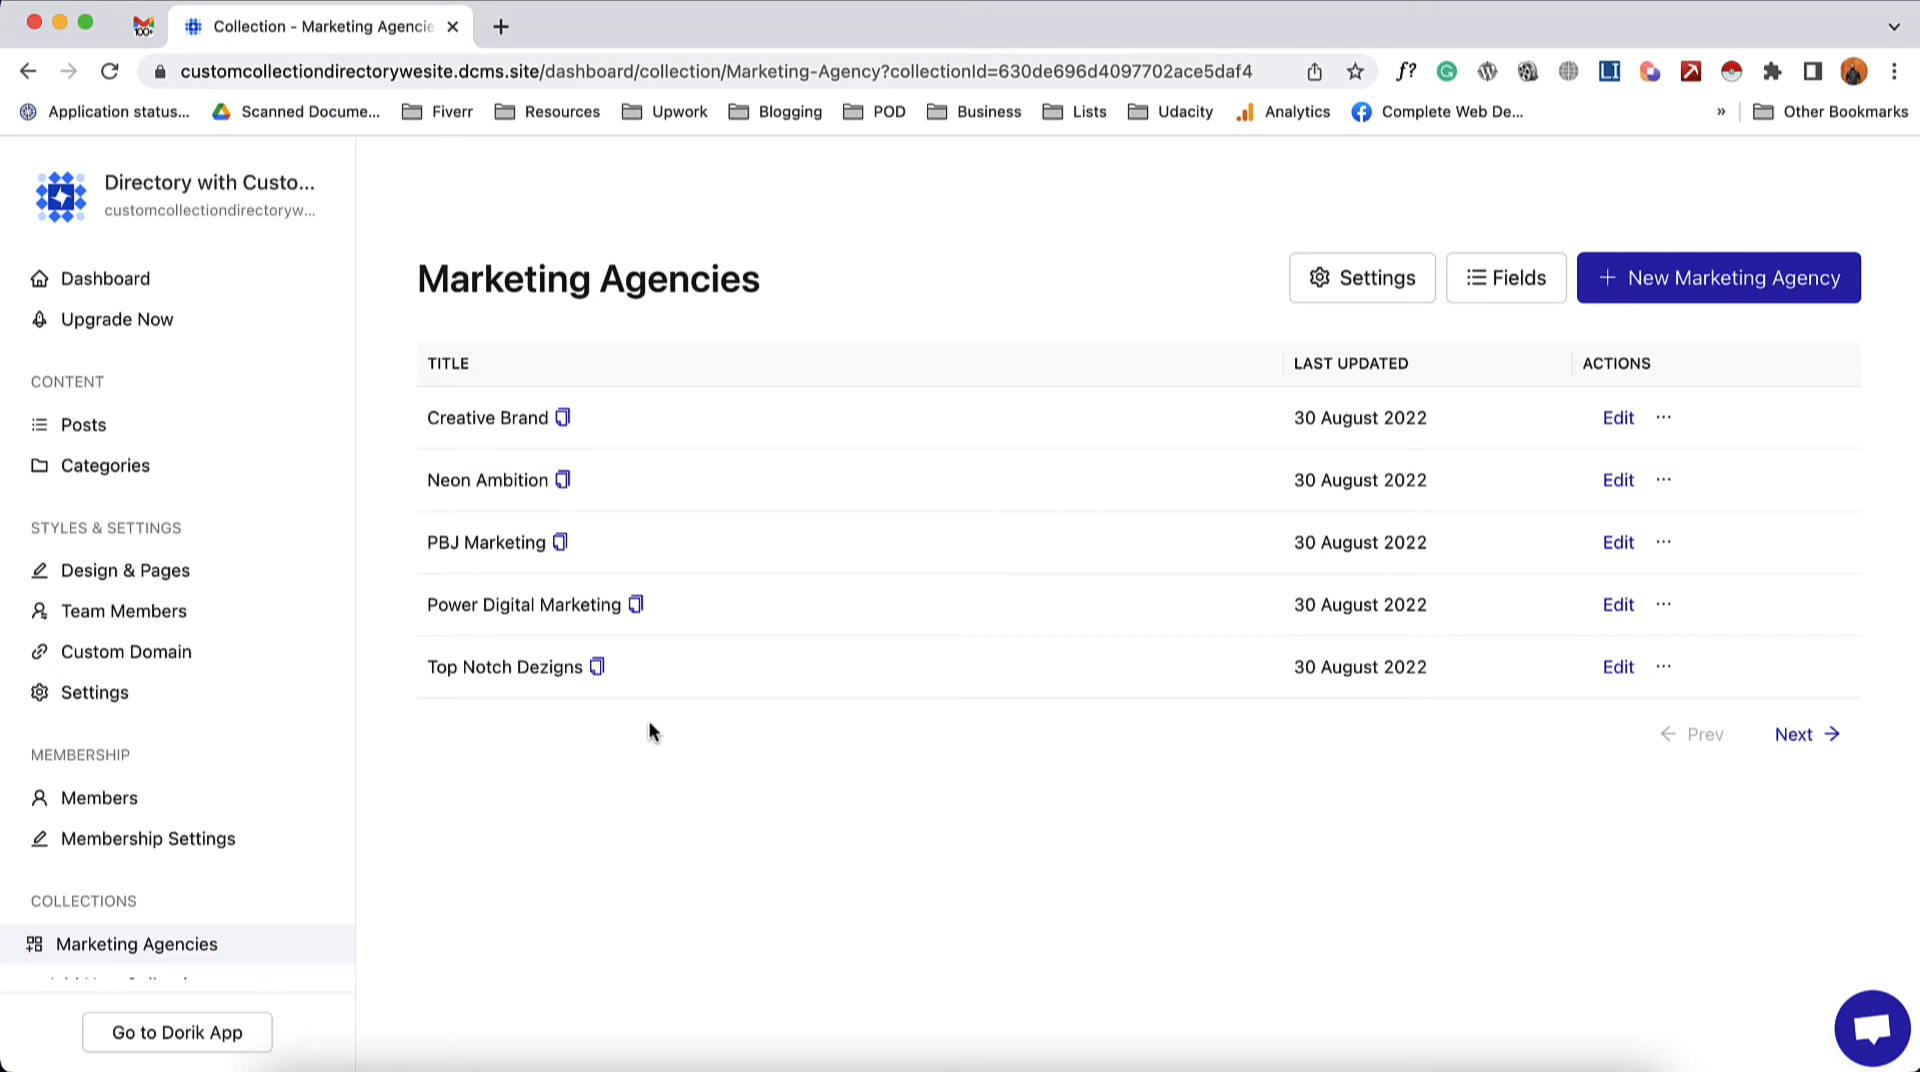 100+
Collection - Marketing Agencie
customcollectiondirectorywesite.dcms.site/dashboard/collection/Marketing-Agency?collectionId=630de696d4097702ace5daf4
f?
Application status...
Scanned Docume...
Fiverr
Resources
Upwork
Blogging
POD
Business
Lists
Udacity
Analytics
Complete Web De...
»
Other Bookmarks
Directory with Custo...
customcollectiondirectoryw...
Dashboard
Upgrade Now
CONTENT
Posts
Categories
STYLES & SETTINGS
Design & Pages
Team Members
Custom Domain
Settings
MEMBERSHIP
Members
Membership Settings
COLLECTIONS
Marketing Agencies
Go to Dorik App
Marketing Agencies
Settings
Fields
+ New Marketing Agency
TITLE LAST UPDATED ACTIONS
Creative Brand 30 August 2022 Edit ...
Neon Ambition 30 August 2022 Edit ...
PBJ Marketing 30 August 2022 Edit ...
Power Digital Marketing 30 August 2022 Edit ...
Top Notch Dezigns 30 August 2022 Edit ...
← Prev Next →